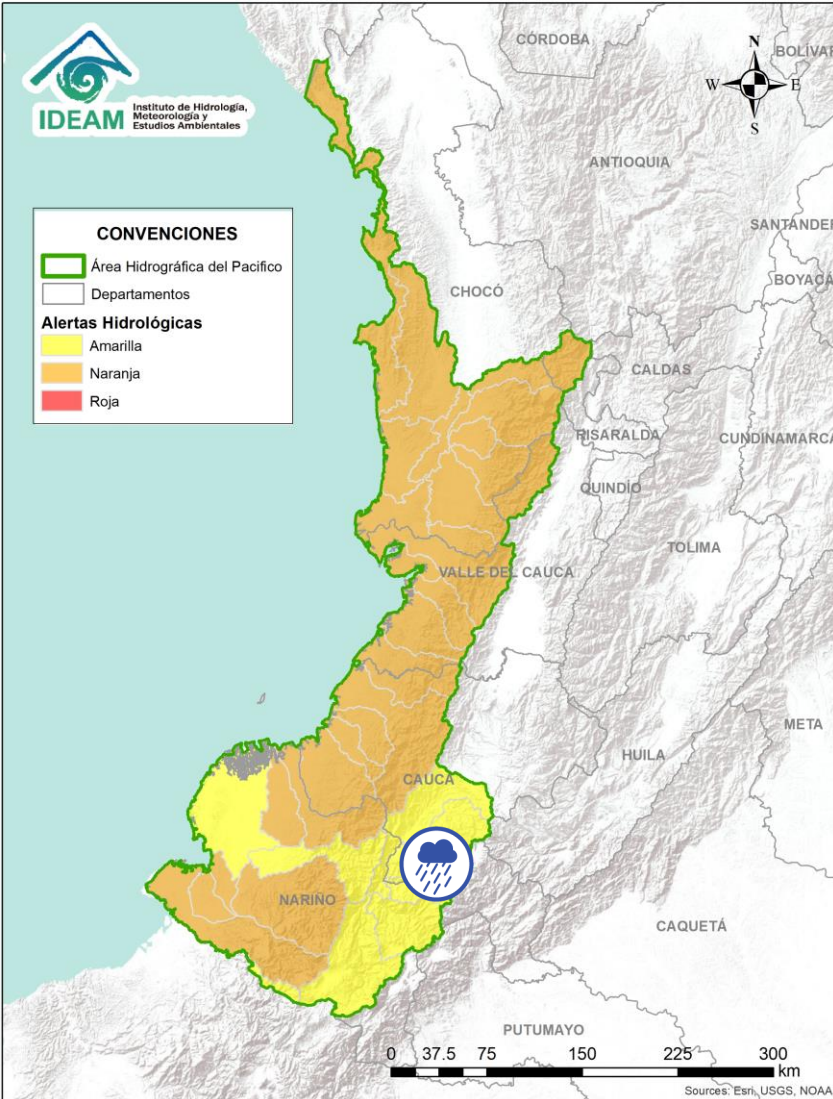 IDEAM
Instituto de Hidrología,
Meteorología y
Estudios Ambientales
N
W
E
S
CÓRDOBA
BOLÍVAR
ANTIOQUIA
SANTANDER
BOYACÁ
CHOCÓ
CALDAS
RISARALDA
CUNDINAMARCA
QUINDÍO
TOLIMA
VALLE DEL CAUCA
META
HUILA
CAUCA
NARIÑO
CAQUETÁ
PUTUMAYO
CONVENCIONES
Área Hidrográfica del Pacifico
Departamentos
Alertas Hidrológicas
Amarilla
Naranja
Roja
0 37.5 75 150 225 300
km
Sources: Esri, USGS, NOAA